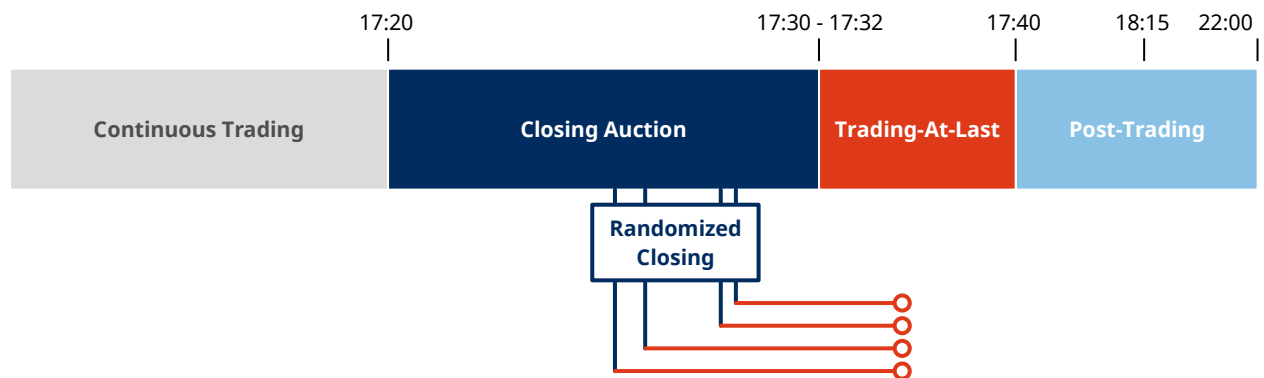 17:20 17:30 - 17:32 17:40 18:15 22:00
Continuous Trading Closing Auction Trading-At-Last Post-Trading
Randomized
Closing